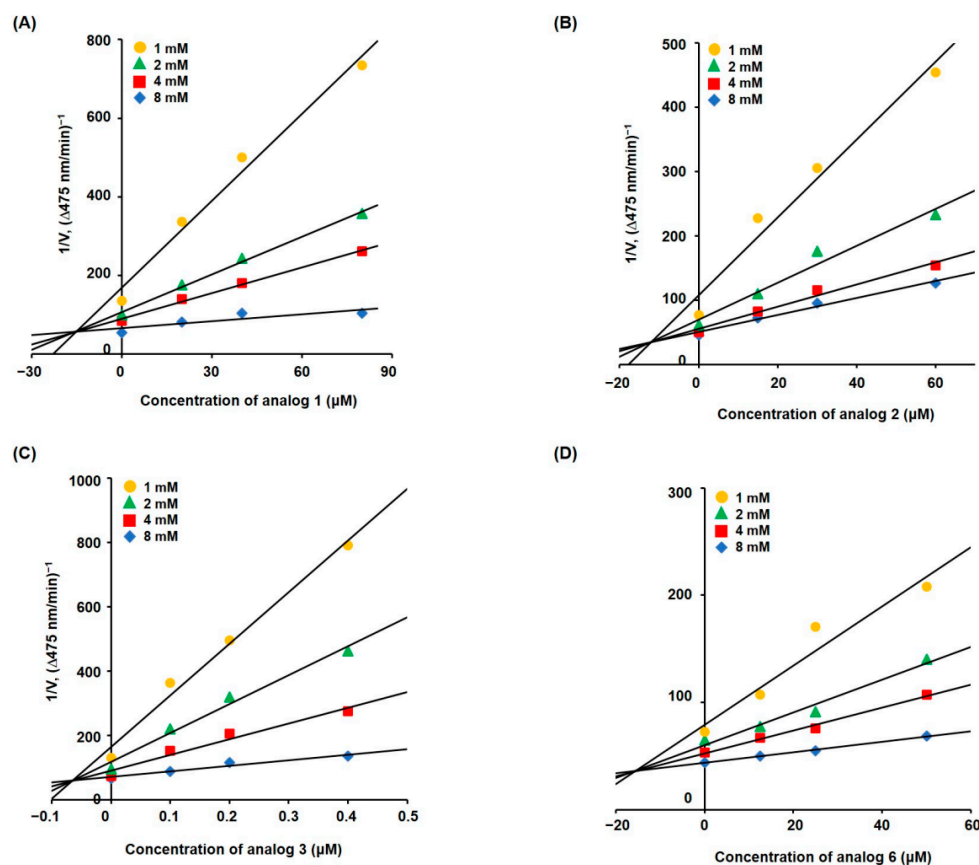 (A)
800
600
400
200
0
−30
0
30
60
90
1 mM
2 mM
4 mM
8 mM
1/V, (Δ475 nm/min)⁻¹
Concentration of analog 1 (µM)
(B)
500
400
300
200
100
0
−20
0
20
40
60
1 mM
2 mM
4 mM
8 mM
1/V, (Δ475 nm/min)⁻¹
Concentration of analog 2 (µM)
(C)
1000
800
600
400
200
0
−0.1
0
0.1
0.2
0.3
0.4
0.5
1 mM
2 mM
4 mM
8 mM
1/V, (Δ475 nm/min)⁻¹
Concentration of analog 3 (µM)
(D)
300
200
100
0
−20
0
20
40
60
1 mM
2 mM
4 mM
8 mM
1/V, (Δ475 nm/min)⁻¹
Concentration of analog 6 (µM)